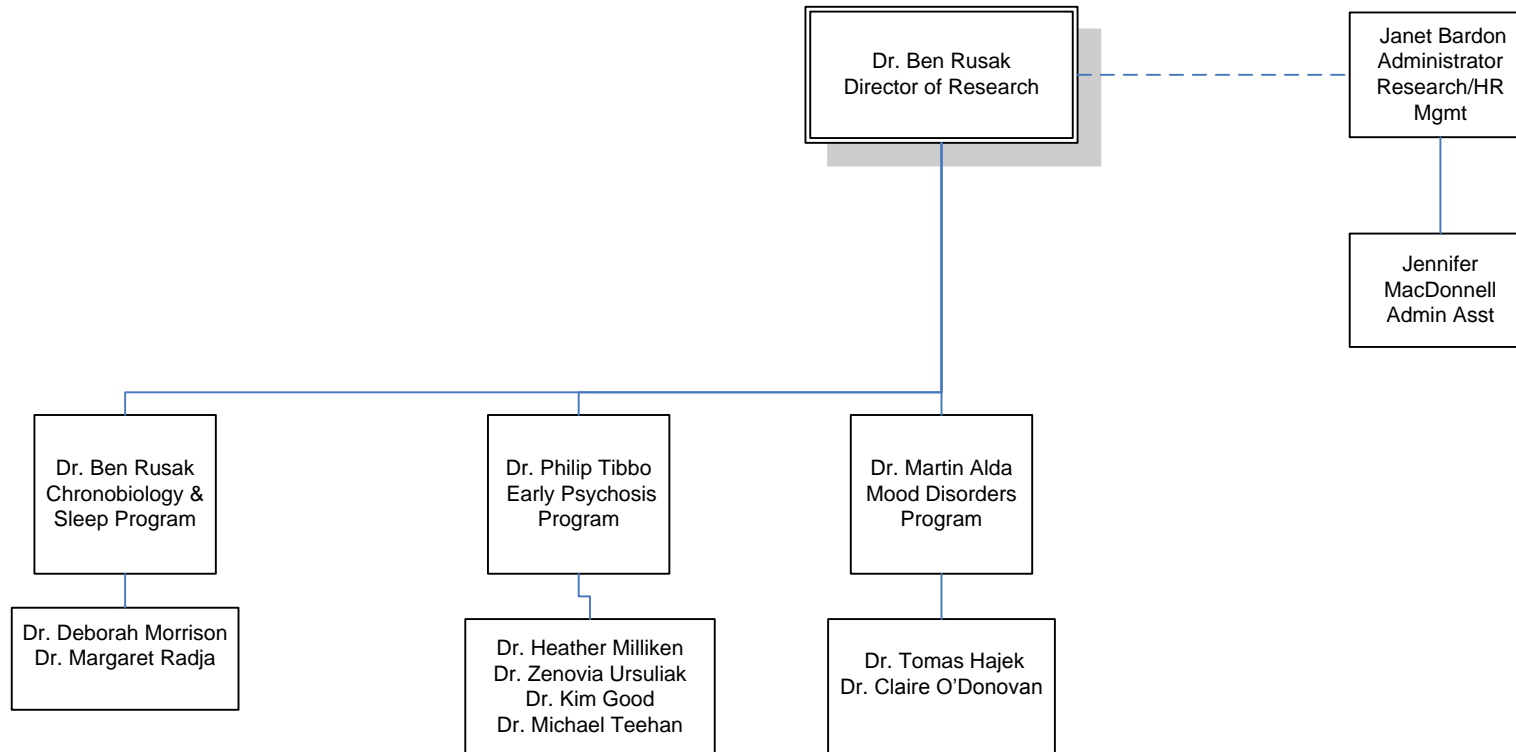 Dr. Ben Rusak
Director of Research
Janet Bardon
Administrator
Research/HR
Mgmt
Jennifer
MacDonnell
Admin Asst
Dr. Ben Rusak
Chronobiology &
Sleep Program
Dr. Philip Tibbo
Early Psychosis
Program
Dr. Martin Alda
Mood Disorders
Program
Dr. Deborah Morrison
Dr. Margaret Radja
Dr. Heather Milliken
Dr. Zenovia Ursuliak
Dr. Kim Good
Dr. Michael Teehan
Dr. Tomas Hajek
Dr. Claire O’Donovan